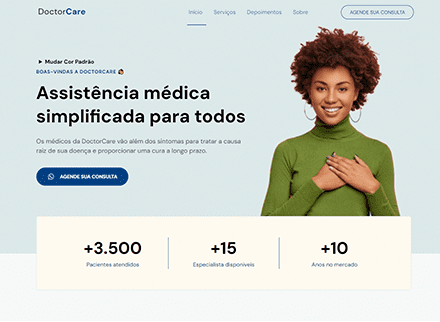 DoctorCare
Início
Serviços
Depoimentos
Sobre
AGENDE SUA CONSULTA
Mudar Cor Padrão
BOAS-VINDAS A DOCTORCARE
Assistência médica
simplificada para todos
Os médicos da DoctorCare vão além dos sintomas para tratar a causa
raiz de sua doença e proporcionar uma cura a longo prazo.
AGENDE SUA CONSULTA
+3.500
Pacientes atendidos
+15
Especialista disponíveis
+10
Anos no mercado